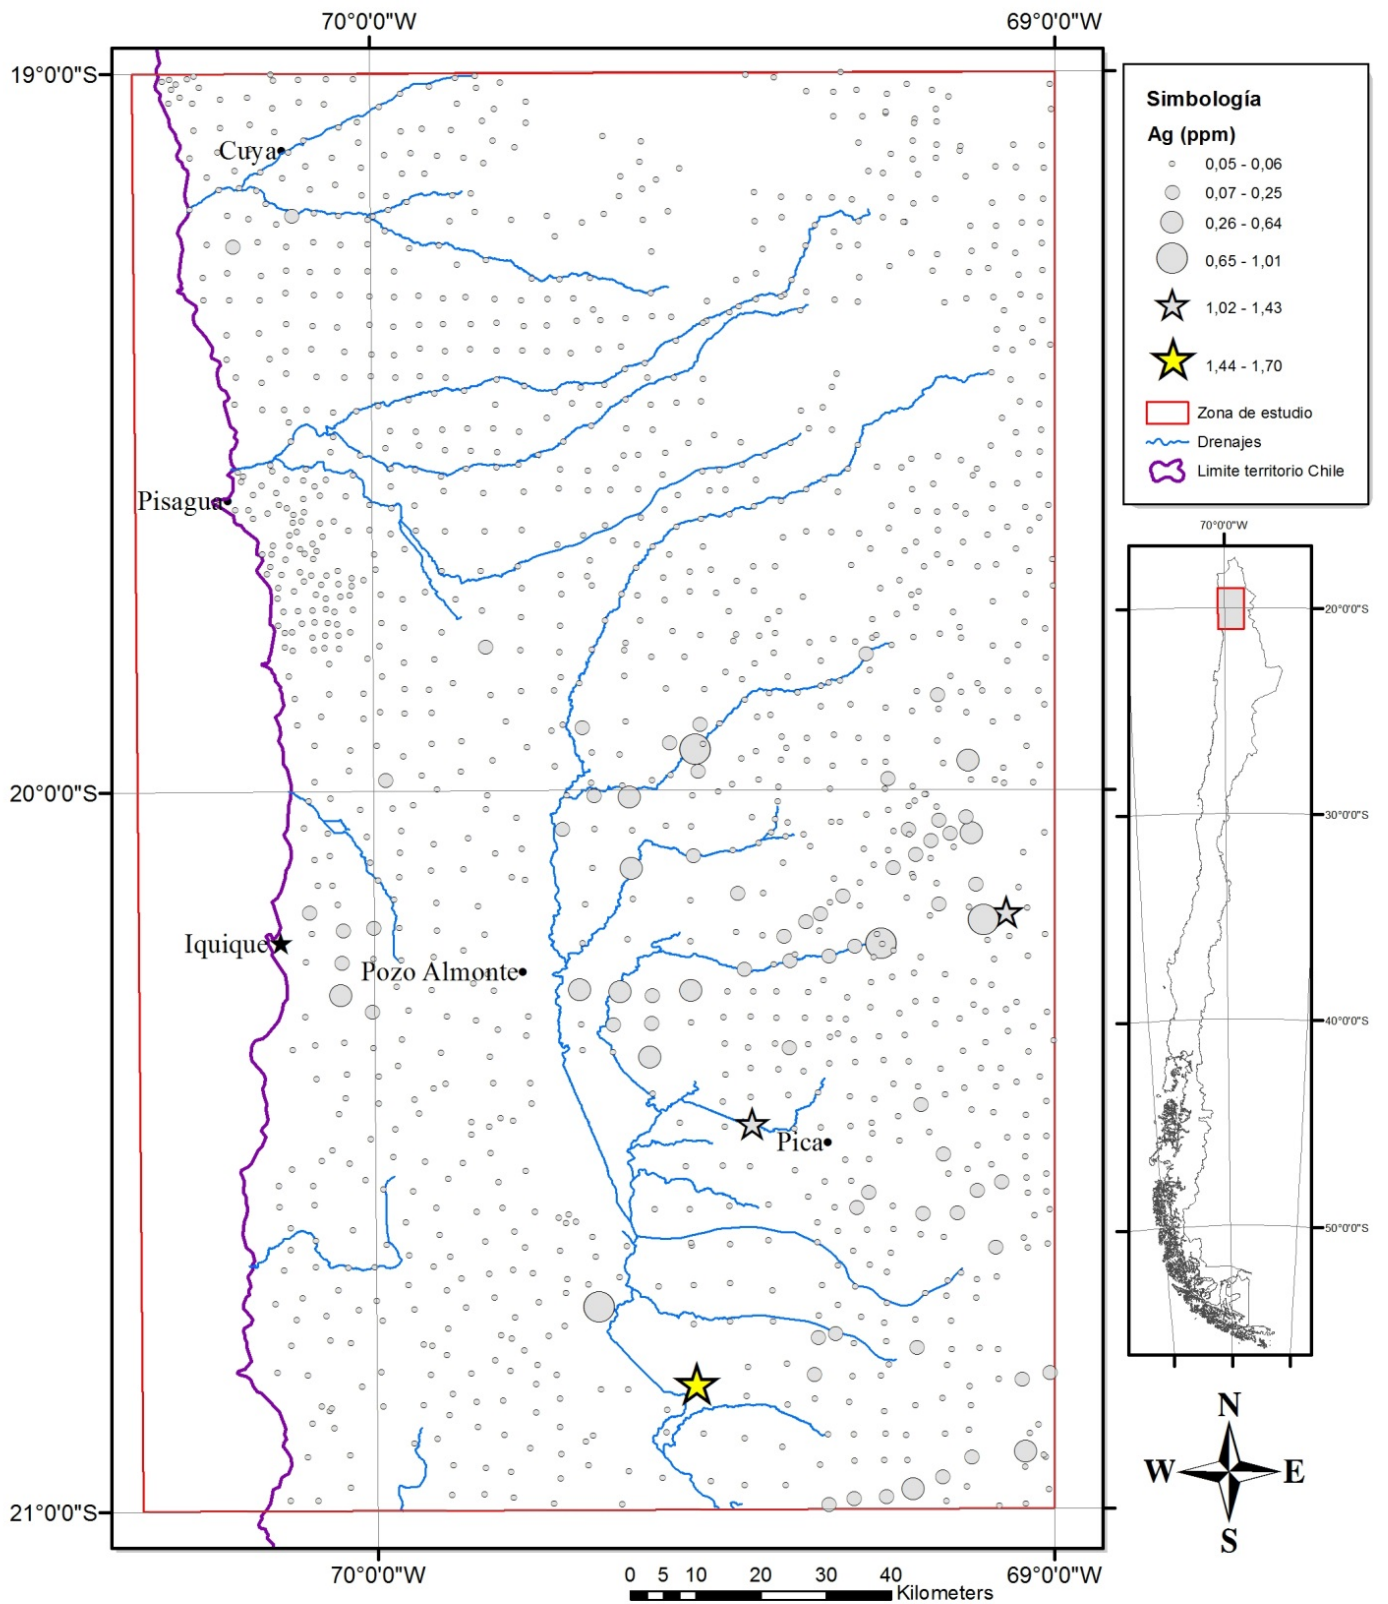 70°0'0"W
69°0'0"W
19°0'0"S
Cuya
Pisagua
20°0'0"S
Iquique
Pozo Almonte
Pica
21°0'0"S
70°0'0"W
69°0'0"W
0 5 10 20 30 40
Kilometers
Simbología
Ag (ppm)
0,05 - 0,06
0,07 - 0,25
0,26 - 0,64
0,65 - 1,01
1,02 - 1,43
1,44 - 1,70
Zona de estudio
Drenajes
Limite territorio Chile
70°0'0"W
20°0'0"S
30°0'0"S
40°0'0"S
50°0'0"S
N
W E
S